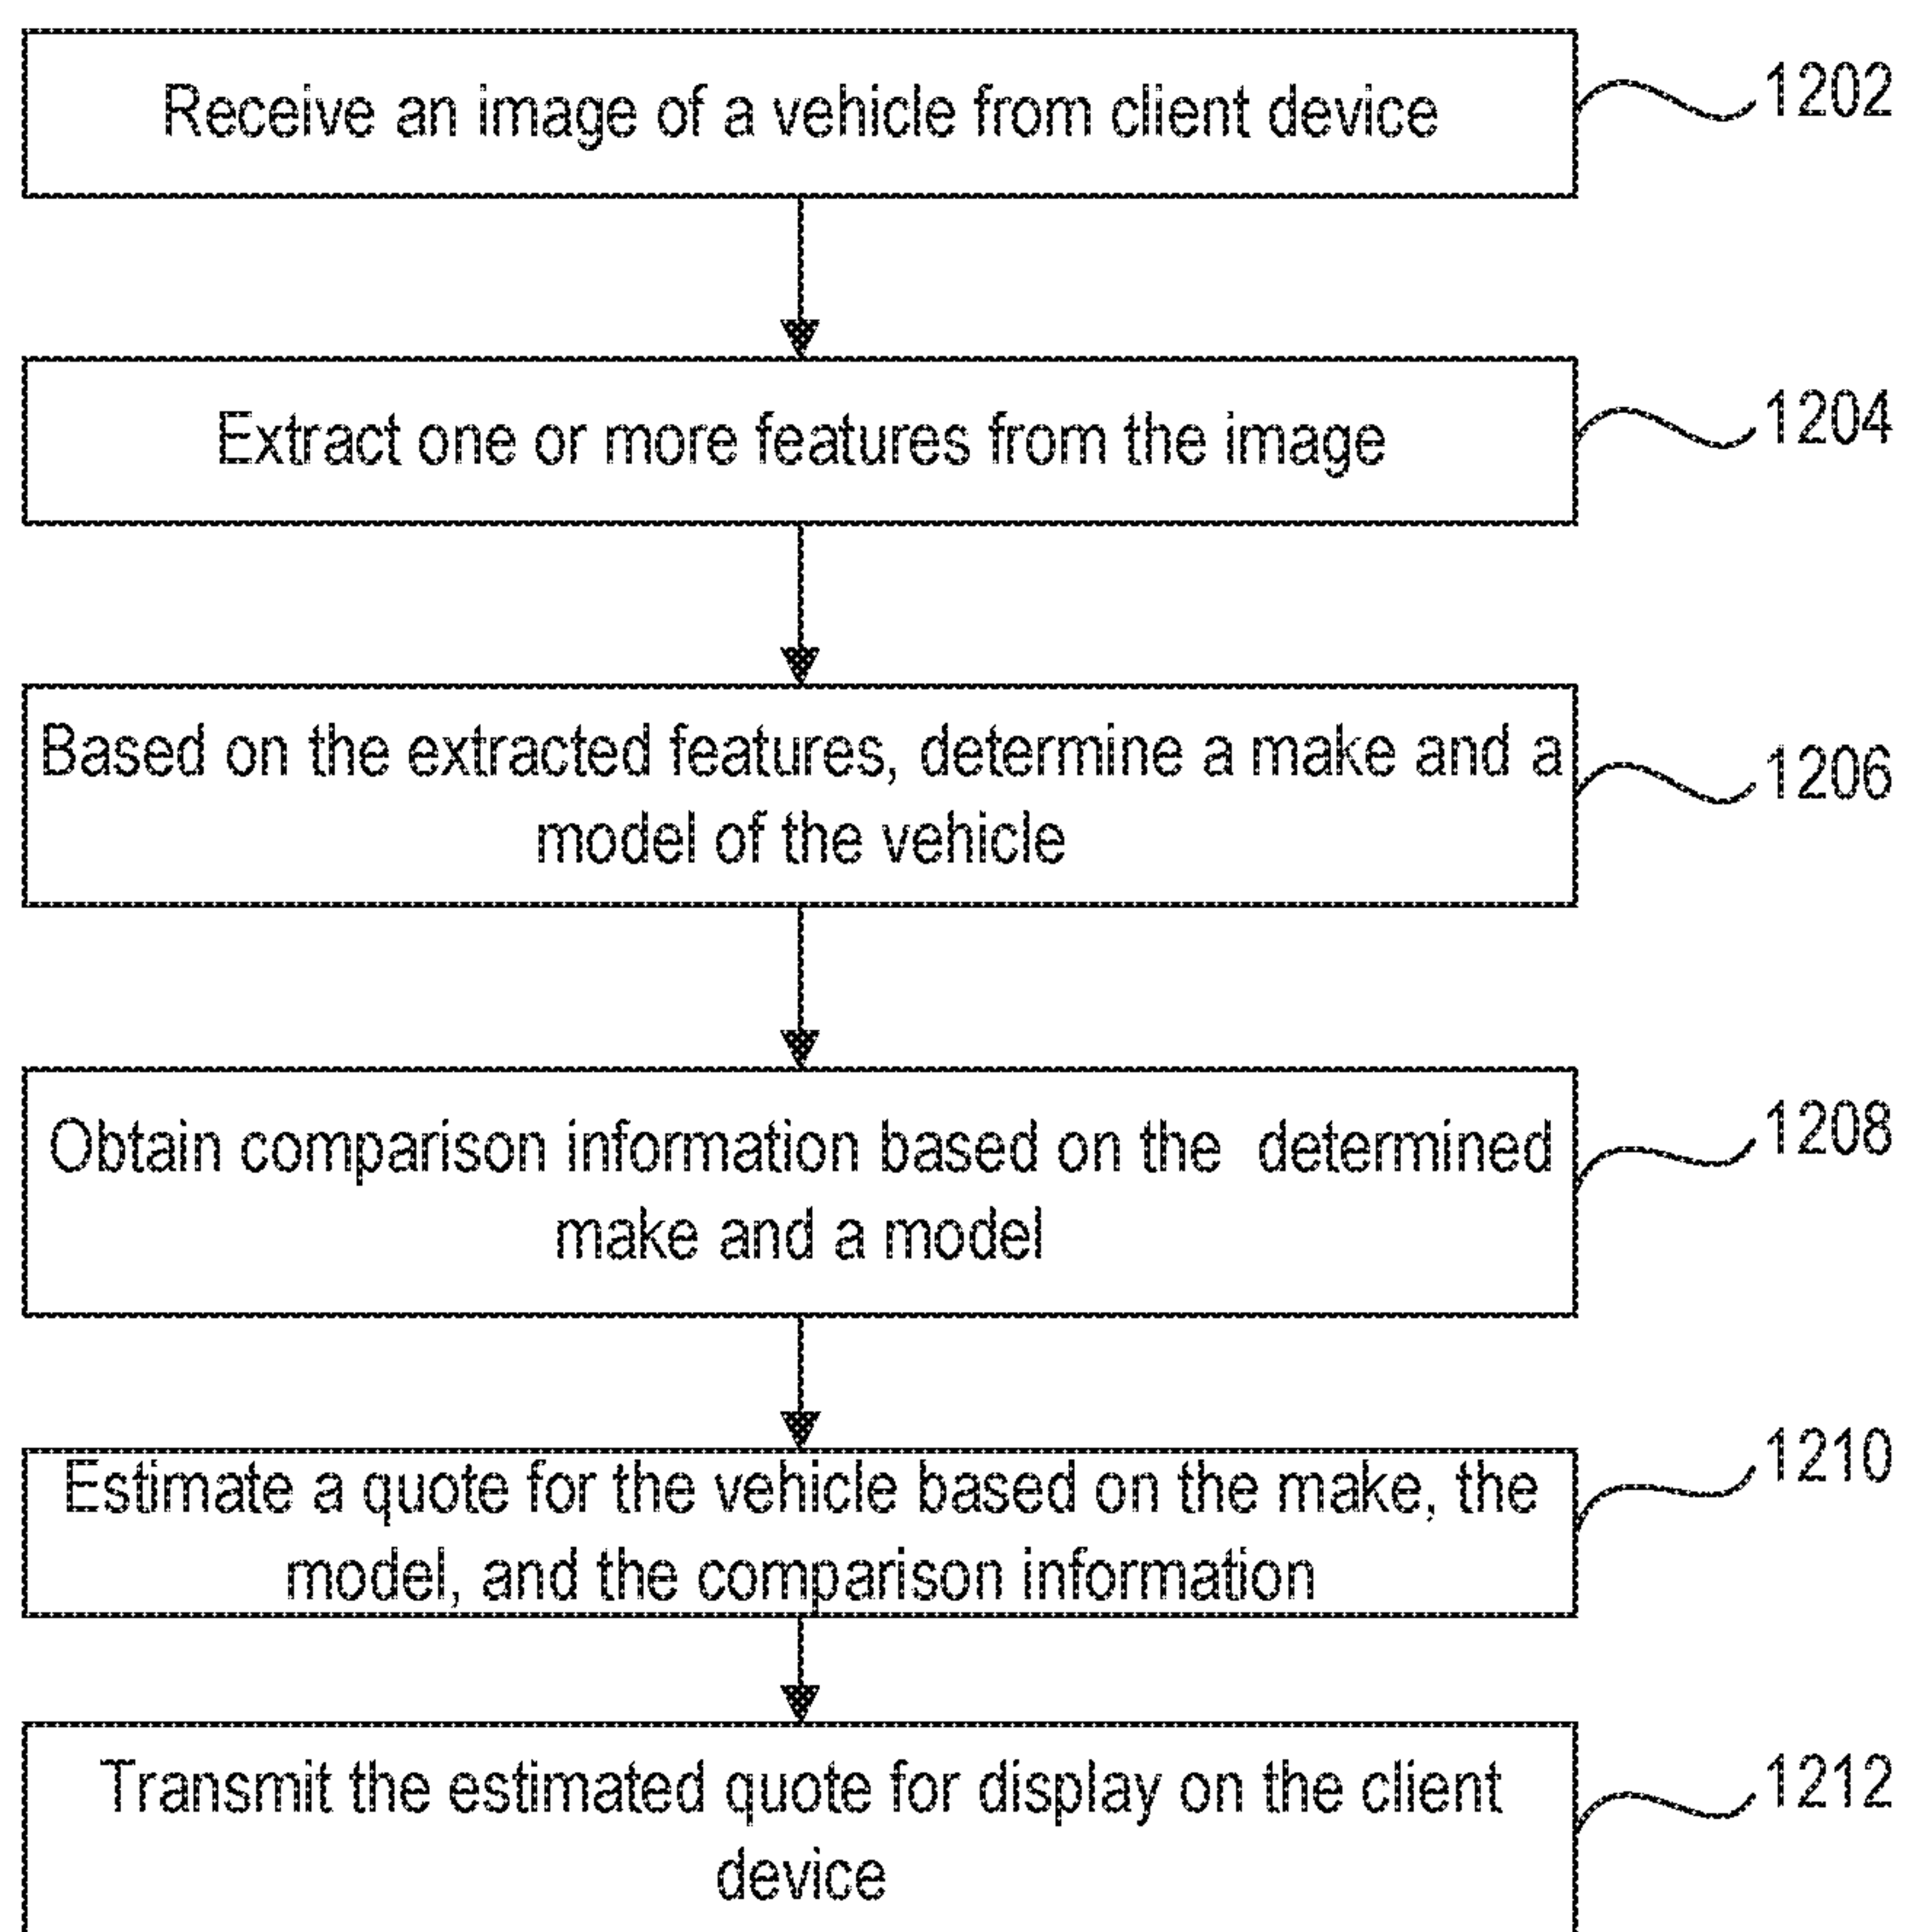 Receive an image of a vehicle from client device
1202
Extract one or more features from the image
1204
Based on the extracted features, determine a make and a
model of the vehicle
1206
Obtain comparison information based on the determined
make and a model
1208
Estimate a quote for the vehicle based on the make, the
model, and the comparison information
1210
Transmit the estimated quote for display on the client
device
1212